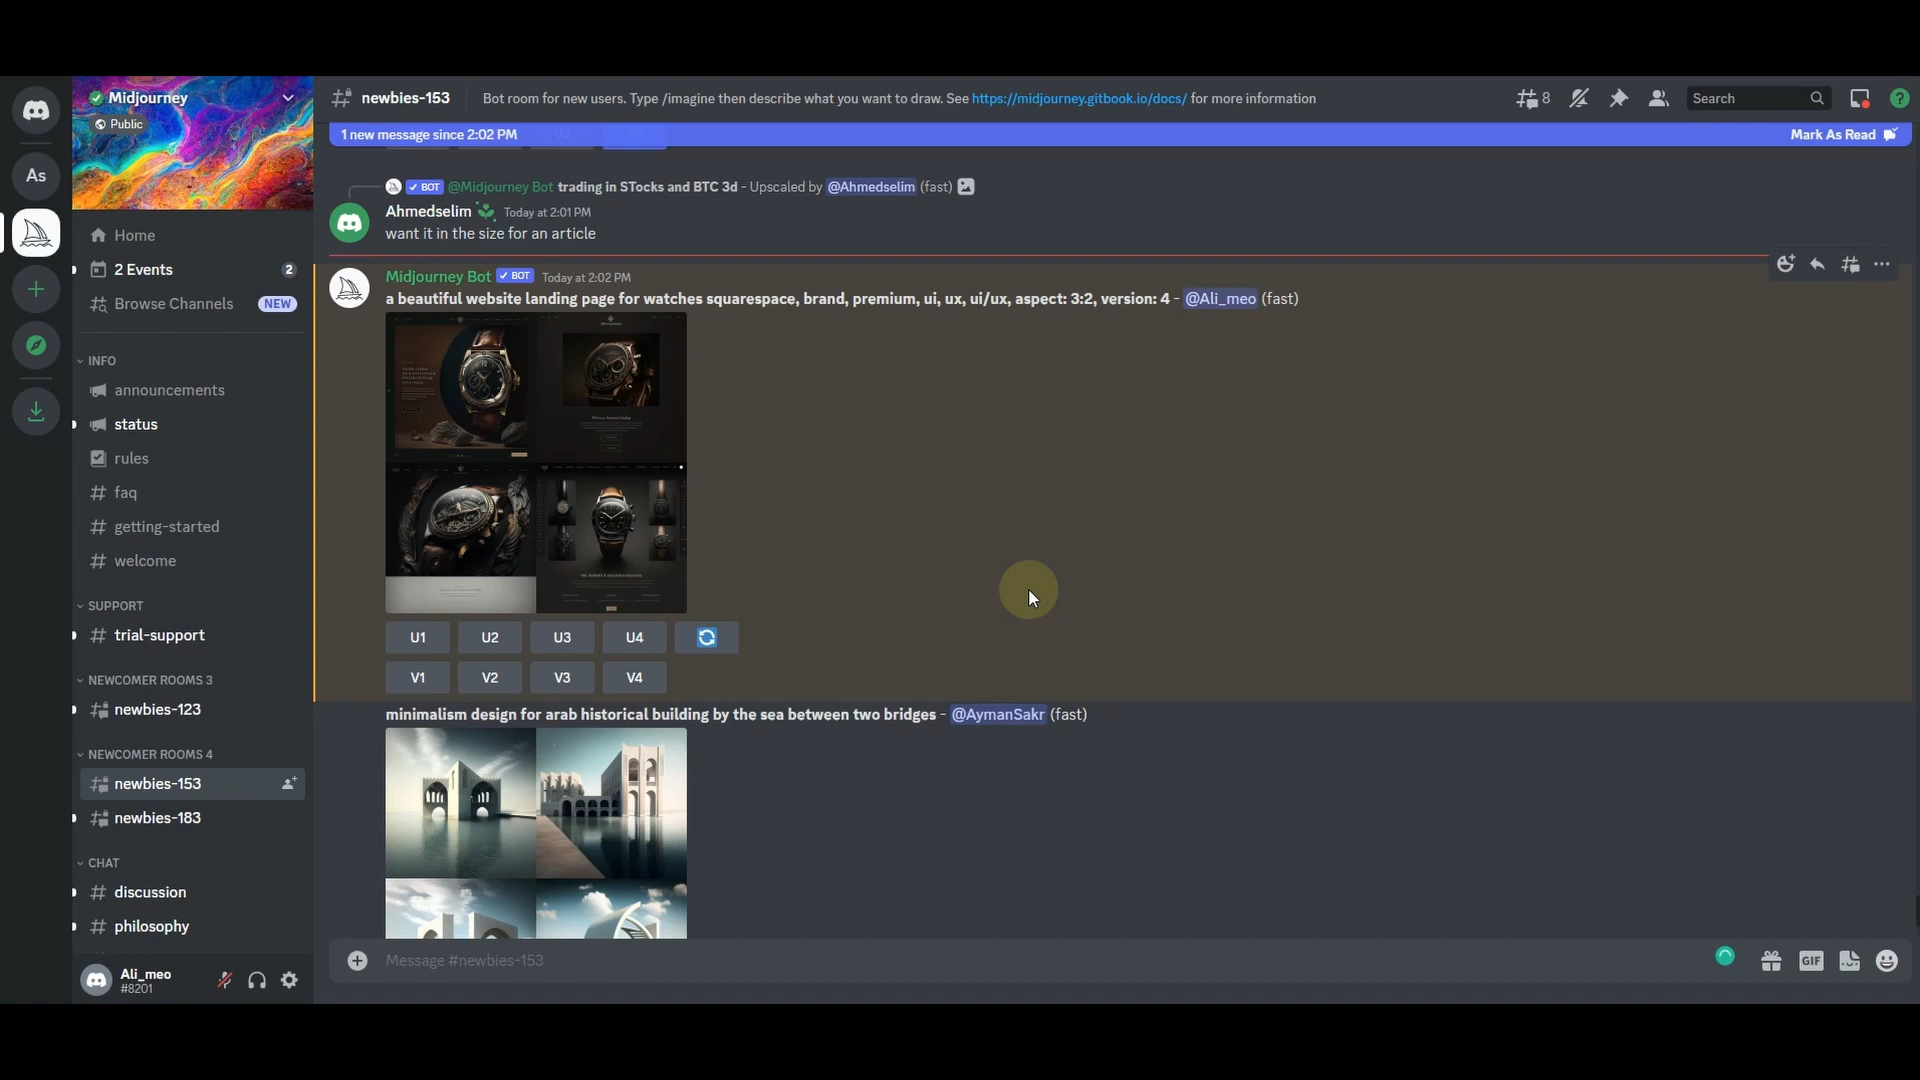 Midjourney
Public
As
Home
2 Events
2
Browse Channels
NEW
INFO
announcements
status
rules
faq
getting-started
welcome
SUPPORT
trial-support
NEWCOMER ROOMS 3
newbies-123
NEWCOMER ROOMS 4
newbies-153
newbies-183
CHAT
discussion
philosophy
Ali_meo
#8201
newbies-153
Bot room for new users. Type /imagine then describe what you want to draw. See https://midjourney.gitbook.io/docs/ for more information
8
Search
1 new message since 2:02 PM
Mark As Read
BOT @Midjourney Bot trading in STocks and BTC 3d - Upscaled by @Ahmedselim (fast)
Ahmedselim Today at 2:01 PM
want it in the size for an article
Midjourney Bot BOT Today at 2:02 PM
a beautiful website landing page for watches squarespace, brand, premium, ui, ux, ui/ux, aspect: 3:2, version: 4 - @Ali_meo (fast)
U1 U2 U3 U4
V1 V2 V3 V4
minimalism design for arab historical building by the sea between two bridges - @AymanSakr (fast)
Message #newbies-153
GIF